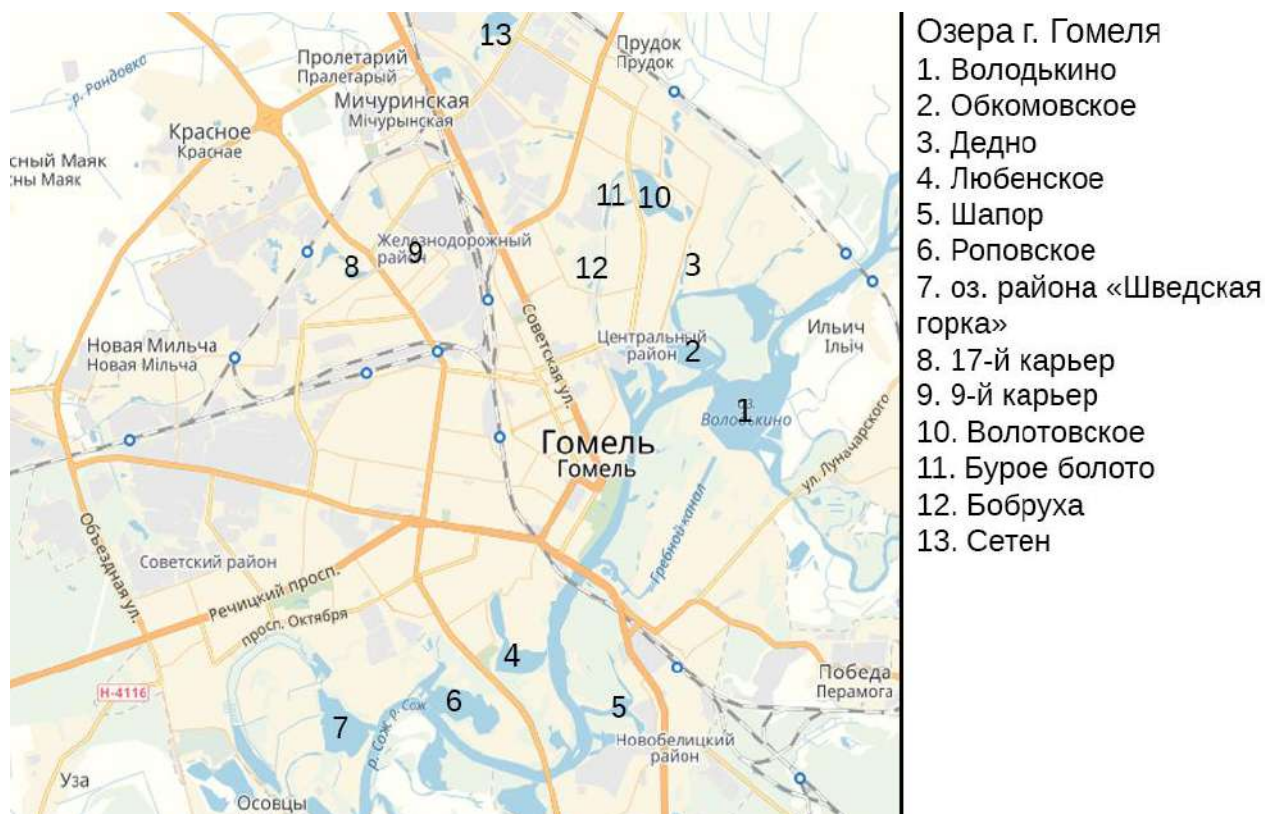 13
Прудок
Прудок
Пролетарий
Пралетарый
р. Рандовка
Мичуринская
Мічурынская
Красное
Краснае
сный Маяк
сны Маяк
11
10
Железнодорожный
район
9
8
12
3
Советская ул.
Центральный
район
2
Ильич
Ільіч
Новая Мильча
Новая Мільча
оз.
Володькино
1
ул. Луначарского
Гомель
Гомель
Гребной канал
Объездная ул.
Советский район
Речицкий просп.
просп. Октября
4
Победа
Перамога
Н-4116
6
5
7
р. Сож
р. Сож
Новобелицкий
район
Уза
Осовцы
Озера г. Гомеля
1. Володькино
2. Обкомовское
3. Дедно
4. Любенское
5. Шапор
6. Роповское
7. оз. района «Шведская
горка»
8. 17-й карьер
9. 9-й карьер
10. Волотовское
11. Бурое болото
12. Бобруха
13. Сетен